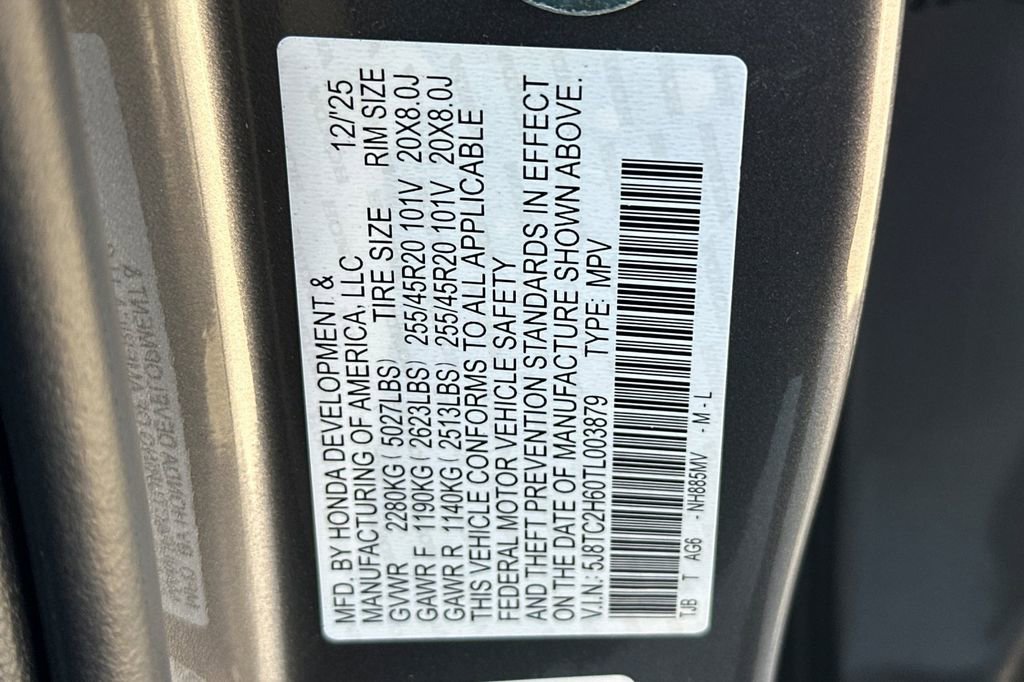 MFD. BY HONDA DEVELOPMENT & 12/'25
MANUFACTURING OF AMERICA, LLC
TIRE SIZE RIM SIZE
GVWR 2280KG ( 5027LBS)
GAWR F 1190KG ( 2623LBS) 255/45R20 101V 20X8.0J
GAWR R 1140KG ( 2513LBS) 255/45R20 101V 20X8.0J
THIS VEHICLE CONFORMS TO ALL APPLICABLE
FEDERAL MOTOR VEHICLE SAFETY
AND THEFT PREVENTION STANDARDS IN EFFECT
ON THE DATE OF MANUFACTURE SHOWN ABOVE.
V.I.N.: 5J8TC2H60TL003879 TYPE: MPV
TJB T AG6 - NH885MV - M - L